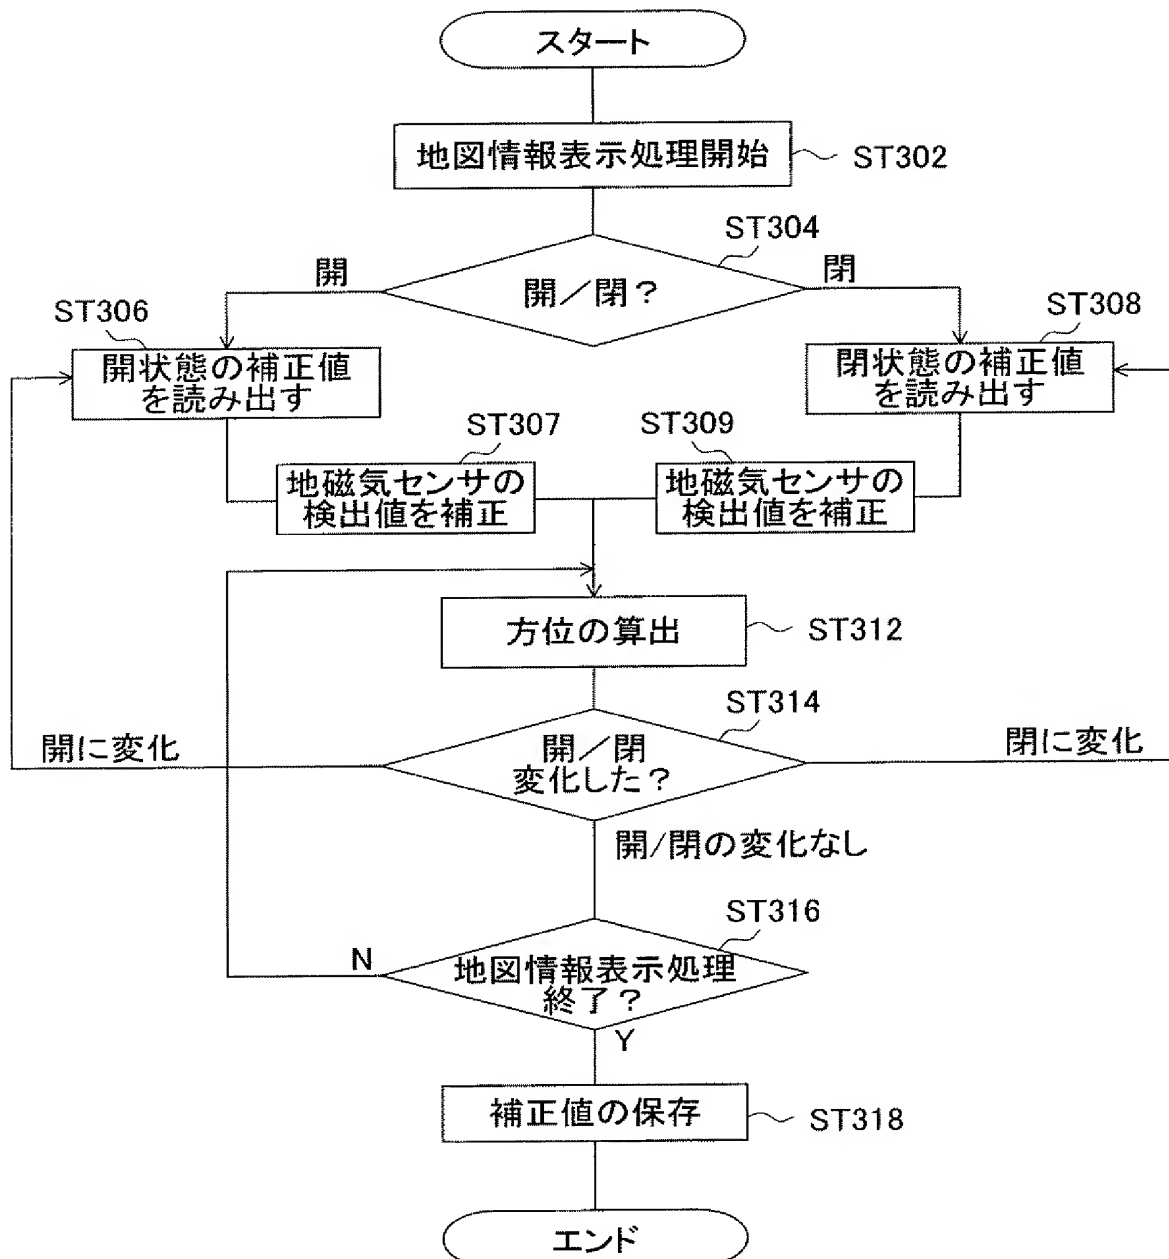 スタート
地図情報表示処理開始
ST302
ST304
開
開／閉？
閉
ST306
ST308
開状態の補正値
を読み出す
閉状態の補正値
を読み出す
ST307
ST309
地磁気センサの
検出値を補正
地磁気センサの
検出値を補正
方位の算出
ST312
ST314
開に変化
開／閉
変化した？
閉に変化
開/閉の変化なし
ST316
N
地図情報表示処理
終了？
Y
補正値の保存
ST318
エンド